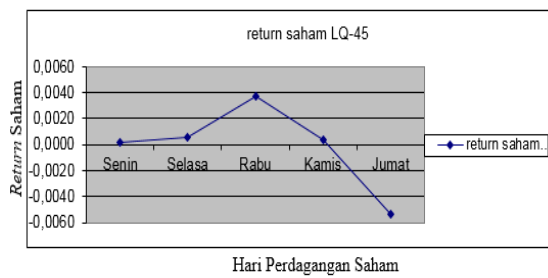 return saham LQ-45
0,0060
0,0040
0,0020
0,0000
-0,0020
-0,0040
-0,0060
Return Saham
Senin Selasa Rabu Kamis Jumat
return saham..
Hari Perdagangan Saham